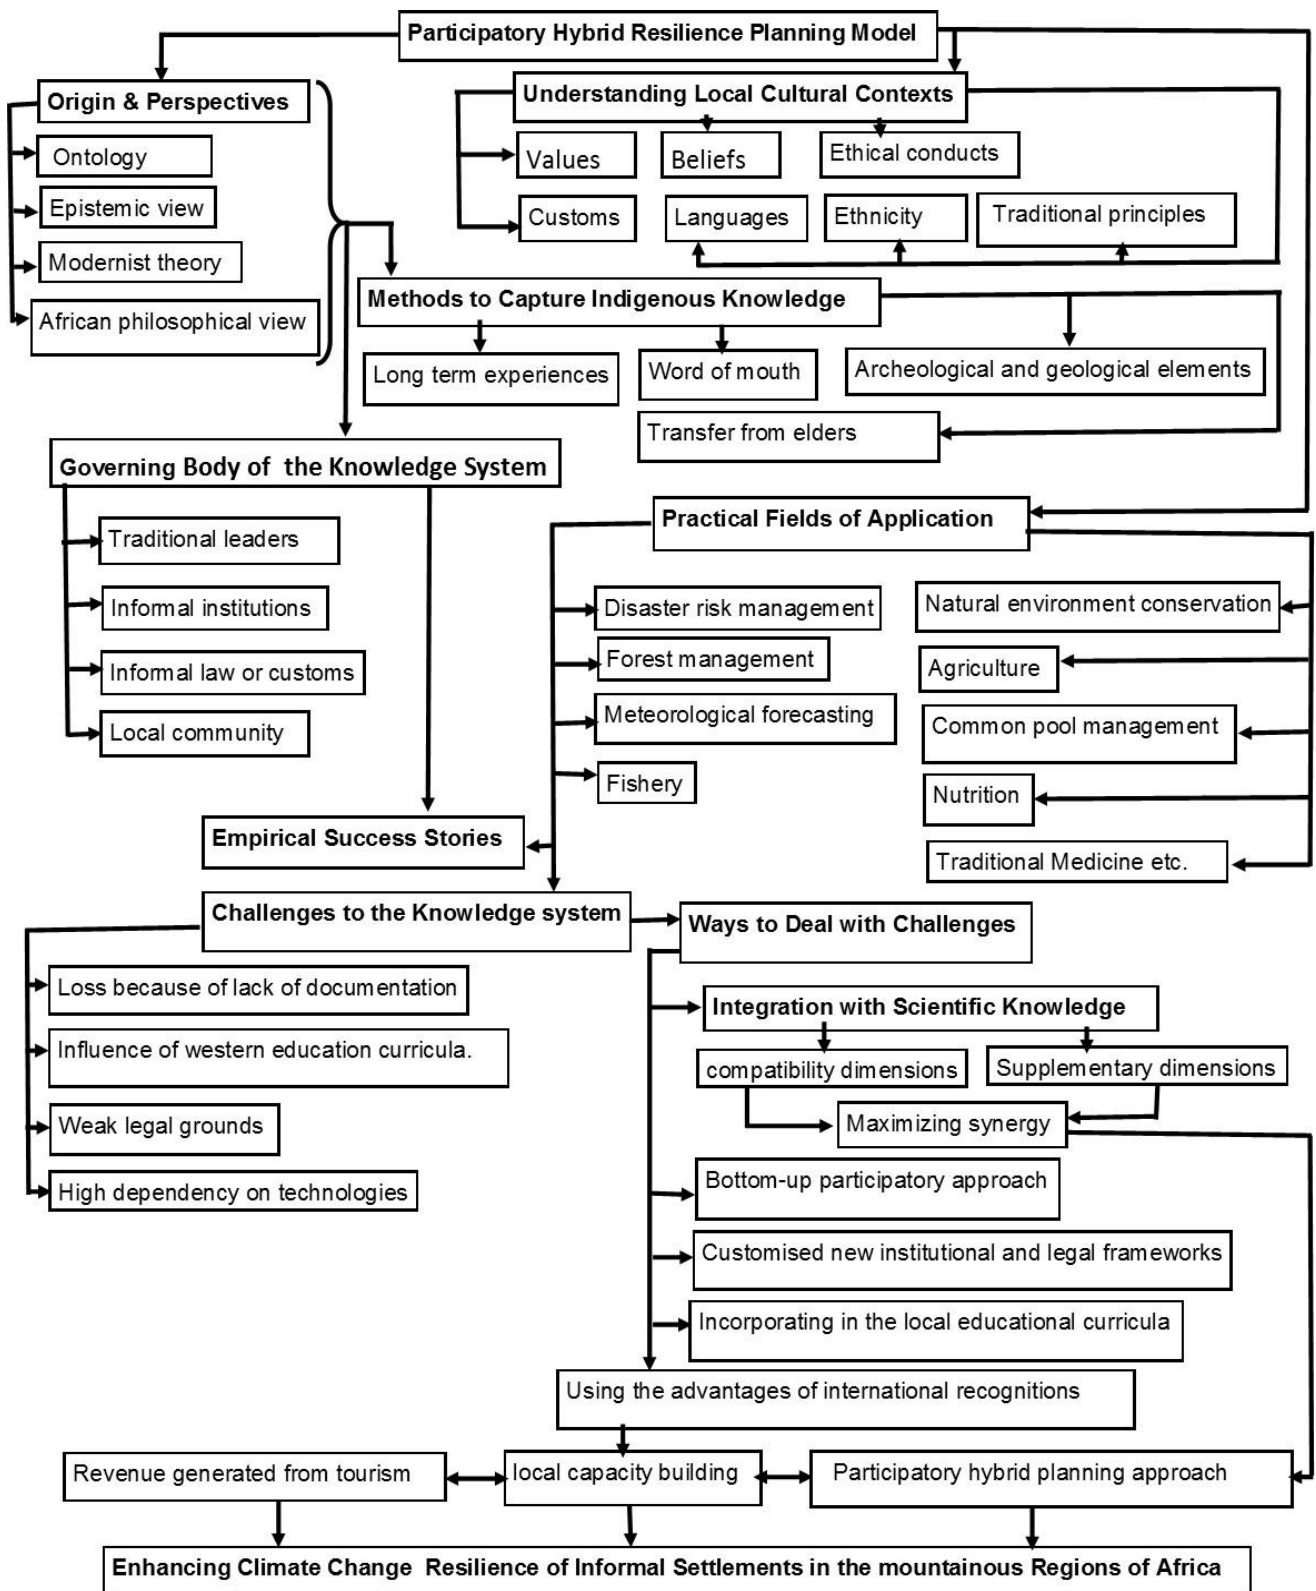 Participatory Hybrid Resilience Planning Model
Origin & Perspectives
Ontology
Epistemic view
Modernist theory
African philosophical view
Understanding Local Cultural Contexts
Values
Beliefs
Ethical conducts
Customs
Languages
Ethnicity
Traditional principles
Methods to Capture Indigenous Knowledge
Long term experiences
Word of mouth
Archeological and geological elements
Transfer from elders
Governing Body of the Knowledge System
Traditional leaders
Informal institutions
Informal law or customs
Local community
Practical Fields of Application
Disaster risk management
Forest management
Meteorological forecasting
Fishery
Natural environment conservation
Agriculture
Common pool management
Nutrition
Traditional Medicine etc.
Empirical Success Stories
Challenges to the Knowledge system
Loss because of lack of documentation
Influence of western education curricula.
Weak legal grounds
High dependency on technologies
Ways to Deal with Challenges
Integration with Scientific Knowledge
compatibility dimensions
Supplementary dimensions
Maximizing synergy
Bottom-up participatory approach
Customised new institutional and legal frameworks
Incorporating in the local educational curricula
Using the advantages of international recognitions
Revenue generated from tourism
local capacity building
Participatory hybrid planning approach
Enhancing Climate Change Resilience of Informal Settlements in the mountainous Regions of Africa